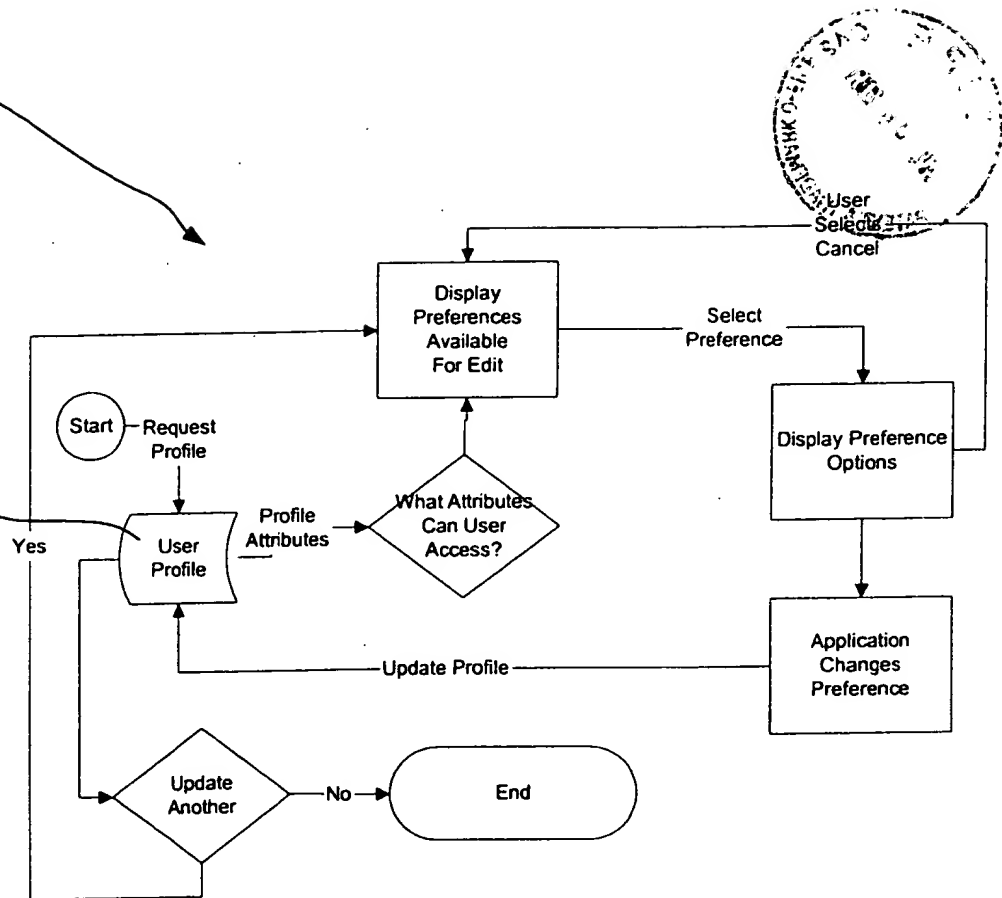 User
Selects
Cancel
Display
Preferences
Available
For Edit
Select
Preference
Start
Request
Profile
Display Preference
Options
What Attributes
Can User
Access?
Profile
Attributes
User
Profile
Yes
Application
Changes
Preference
Update Profile
Update
Another
No
End